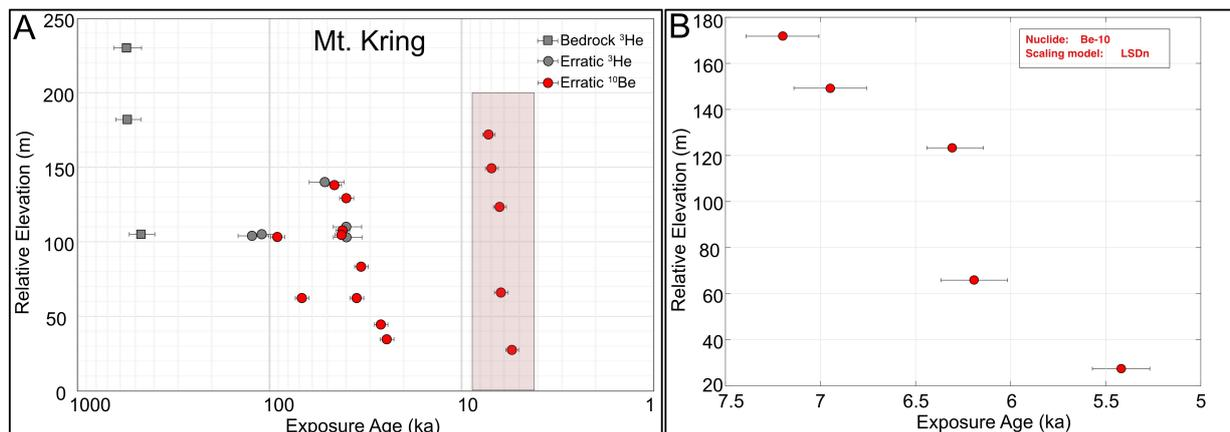 A
Mt. Kring
Bedrock ³He
Erratic ³He
Erratic ¹⁰Be
Relative Elevation (m)
250
200
150
100
50
0
1000
100
10
1
Exposure Age (ka)
B
Nuclide: Be-10
Scaling model: LSDn
Relative Elevation (m)
180
160
140
120
100
80
60
40
20
7.5
7
6.5
6
5.5
5
Exposure Age (ka)